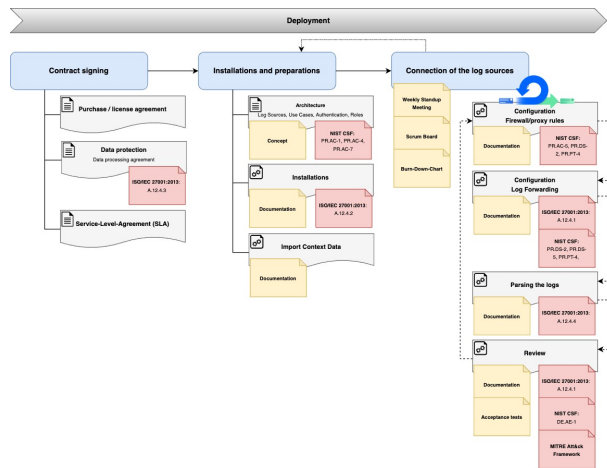 Deployment
Contract signing
Purchase / license agreement
Data protection
Data processing agreement
ISO/IEC 27001:2013:
A.12.4.3
Service-Level-Agreement (SLA)
Installations and preparations
Architecture
Log Sources, Use Cases, Authentication, Roles
Concept
NIST CSF:
PR.AC-1, PR.AC-4,
PR.AC-7
Installations
Documentation
ISO/IEC 27001:2013:
A.12.4.2
Import Context Data
Documentation
Connection of the log sources
Weekly Standup
Meeting
Scrum Board
Burn-Down-Chart
Configuration
Firewall/proxy rules
Documentation
NIST CSF:
PR.AC-5, PR.DS-
2, PR.PT-4
Configuration
Log Forwarding
Documentation
ISO/IEC 27001:2013:
A.12.4.1
NIST CSF:
PR.DS-2, PR.DS-
5, PR.PT-4,
Parsing the logs
Documentation
ISO/IEC 27001:2013:
A.12.4.4
Review
Documentation
ISO/IEC 27001:2013:
A.12.4.1
Acceptance tests
NIST CSF:
DE.AE-1
MITRE Att&ck
Framework